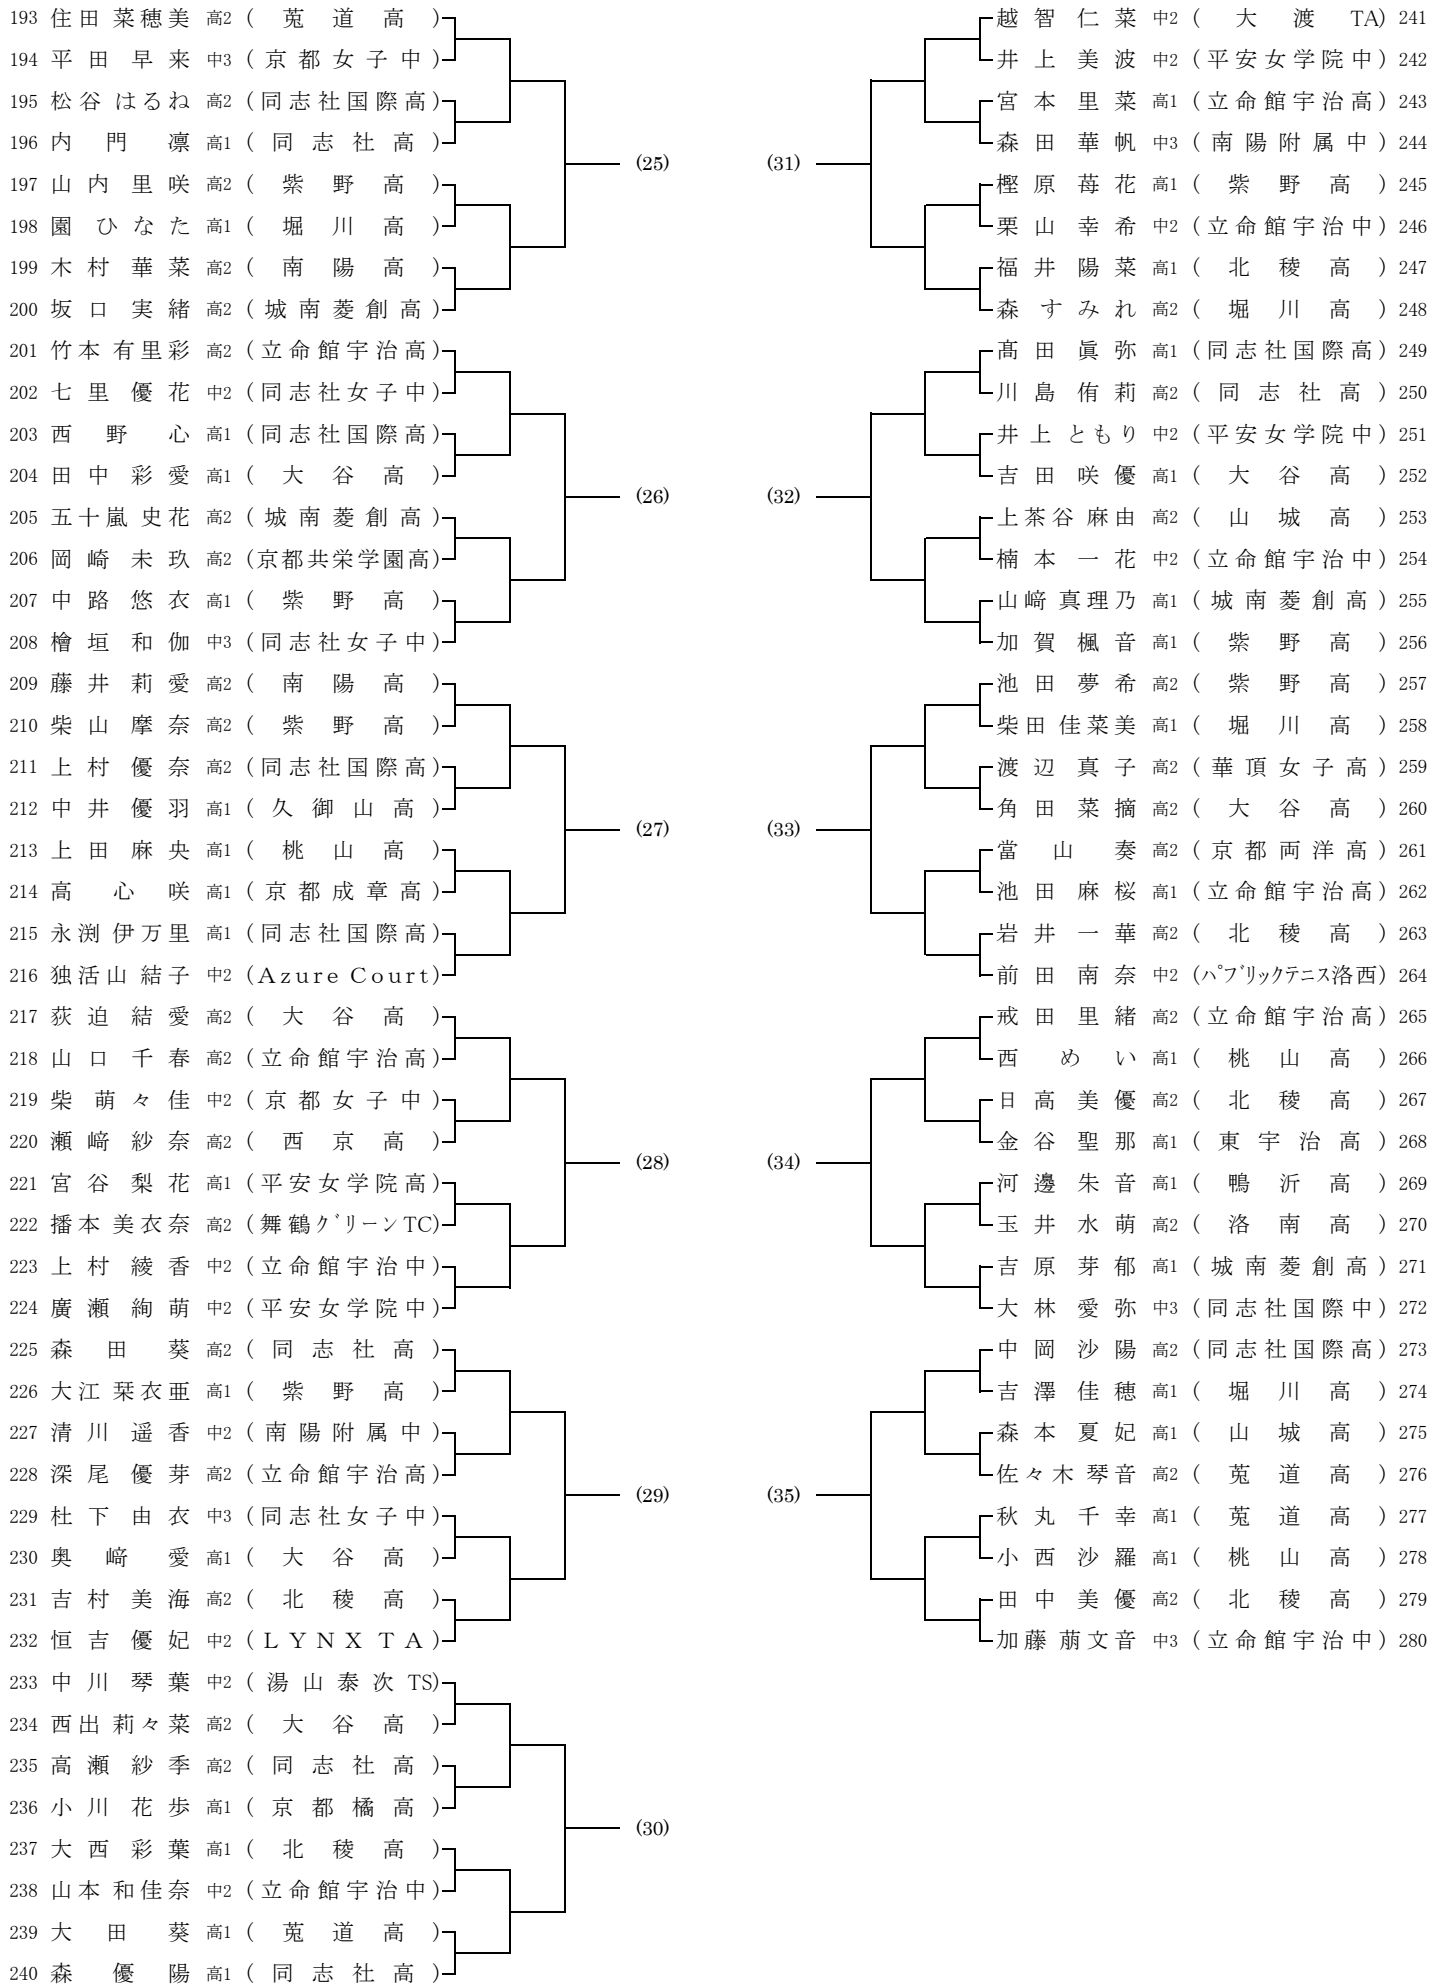 193 住田 菜穂美 高2 ( 莵道高 )
194 平田 早来 中3 ( 京都女子中 )
195 松谷 はるね 高2 ( 同志社国際高 )
196 内門 凛 高1 ( 同志社高 )
(25)
197 山内 里咲 高2 ( 紫野高 )
198 園 ひなた 高1 ( 堀川高 )
199 木村 華菜 高2 ( 南陽高 )
200 坂口 実緒 高2 ( 城南菱創高 )
201 竹本 有里彩 高2 ( 立命館宇治高 )
202 七里 優花 中2 ( 同志社女子中 )
203 西野 心 高1 ( 同志社国際高 )
204 田中 彩愛 高1 ( 大谷高 )
(26)
205 五十嵐 史花 高2 ( 城南菱創高 )
206 岡崎 未玖 高2 ( 京都共栄学園高 )
207 中路 悠衣 高1 ( 紫野高 )
208 檜垣 和伽 中3 ( 同志社女子中 )
209 藤井 莉愛 高2 ( 南陽高 )
210 柴山 摩奈 高2 ( 紫野高 )
211 上村 優奈 高2 ( 同志社国際高 )
212 中井 優羽 高1 ( 久御山高 )
(27)
213 上田 麻央 高1 ( 桃山高 )
214 高 心咲 高1 ( 京都成章高 )
215 永渕 伊万里 高1 ( 同志社国際高 )
216 独活山 結子 中2 (Azure Court)
217 荻迫 結愛 高2 ( 大谷高 )
218 山口 千春 高2 ( 立命館宇治高 )
219 柴 萌々佳 中2 ( 京都女子中 )
220 瀬﨑 紗奈 高2 ( 西京高 )
(28)
221 宮谷 梨花 高1 ( 平安女学院高 )
222 播本 美衣奈 高2 ( 舞鶴グリーンTC)
223 上村 綾香 中2 ( 立命館宇治中 )
224 廣瀬 絢萌 中2 ( 平安女学院中 )
225 森田 葵 高2 ( 同志社高 )
226 大江 栞衣亜 高1 ( 紫野高 )
227 清川 遥香 中2 ( 南陽附属中 )
228 深尾 優芽 高2 ( 立命館宇治高 )
(29)
229 杜下 由衣 中3 ( 同志社女子中 )
230 奥﨑 愛 高1 ( 大谷高 )
231 吉村 美海 高2 ( 北稜高 )
232 恒吉 優妃 中2 ( LYNX TA )
233 中川 琴葉 中2 ( 湯山泰次 TS)
234 西出 莉々菜 高2 ( 大谷高 )
235 高瀬 紗季 高2 ( 同志社高 )
236 小川 花歩 高1 ( 京都橘高 )
(30)
237 大西 彩葉 高1 ( 北稜高 )
238 山本 和佳奈 中2 ( 立命館宇治中 )
239 大田 葵 高1 ( 莵道高 )
240 森 優陽 高1 ( 同志社高 )
越智 仁菜 中2 ( 大渡 TA) 241
井上 美波 中2 ( 平安女学院中 ) 242
宮本 里菜 高1 ( 立命館宇治高 ) 243
森田 華帆 中3 ( 南陽附属中 ) 244
(31)
樫原 苺花 高1 ( 紫野高 ) 245
栗山 幸希 中2 ( 立命館宇治中 ) 246
福井 陽菜 高1 ( 北稜高 ) 247
森 すみれ 高2 ( 堀川高 ) 248
髙田 眞弥 高1 ( 同志社国際高 ) 249
川島 侑莉 高2 ( 同志社高 ) 250
井上 ともり 中2 ( 平安女学院中 ) 251
吉田 咲優 高1 ( 大谷高 ) 252
(32)
上茶谷 麻由 高2 ( 山城高 ) 253
楠本 一花 中2 ( 立命館宇治中 ) 254
山﨑 真理乃 高1 ( 城南菱創高 ) 255
加賀 楓音 高1 ( 紫野高 ) 256
池田 夢希 高2 ( 紫野高 ) 257
柴田 佳菜美 高1 ( 堀川高 ) 258
渡辺 真子 高2 ( 華頂女子高 ) 259
角田 菜摘 高2 ( 大谷高 ) 260
(33)
當山 奏 高2 ( 京都両洋高 ) 261
池田 麻桜 高1 ( 立命館宇治高 ) 262
岩井 一華 高2 ( 北稜高 ) 263
前田 南奈 中2 (パブリックテニス洛西) 264
戒田 里緒 高2 ( 立命館宇治高 ) 265
西 めい 高1 ( 桃山高 ) 266
日高 美優 高2 ( 北稜高 ) 267
金谷 聖那 高1 ( 東宇治高 ) 268
(34)
河邊 朱音 高1 ( 鴨沂高 ) 269
玉井 水萌 高2 ( 洛南高 ) 270
吉原 芽郁 高1 ( 城南菱創高 ) 271
大林 愛弥 中3 ( 同志社国際中 ) 272
中岡 沙陽 高2 ( 同志社国際高 ) 273
吉澤 佳穂 高1 ( 堀川高 ) 274
森本 夏妃 高1 ( 山城高 ) 275
佐々木 琴音 高2 ( 莵道高 ) 276
(35)
秋丸 千幸 高1 ( 莵道高 ) 277
小西 沙羅 高1 ( 桃山高 ) 278
田中 美優 高2 ( 北稜高 ) 279
加藤 萠文音 中3 ( 立命館宇治中 ) 280